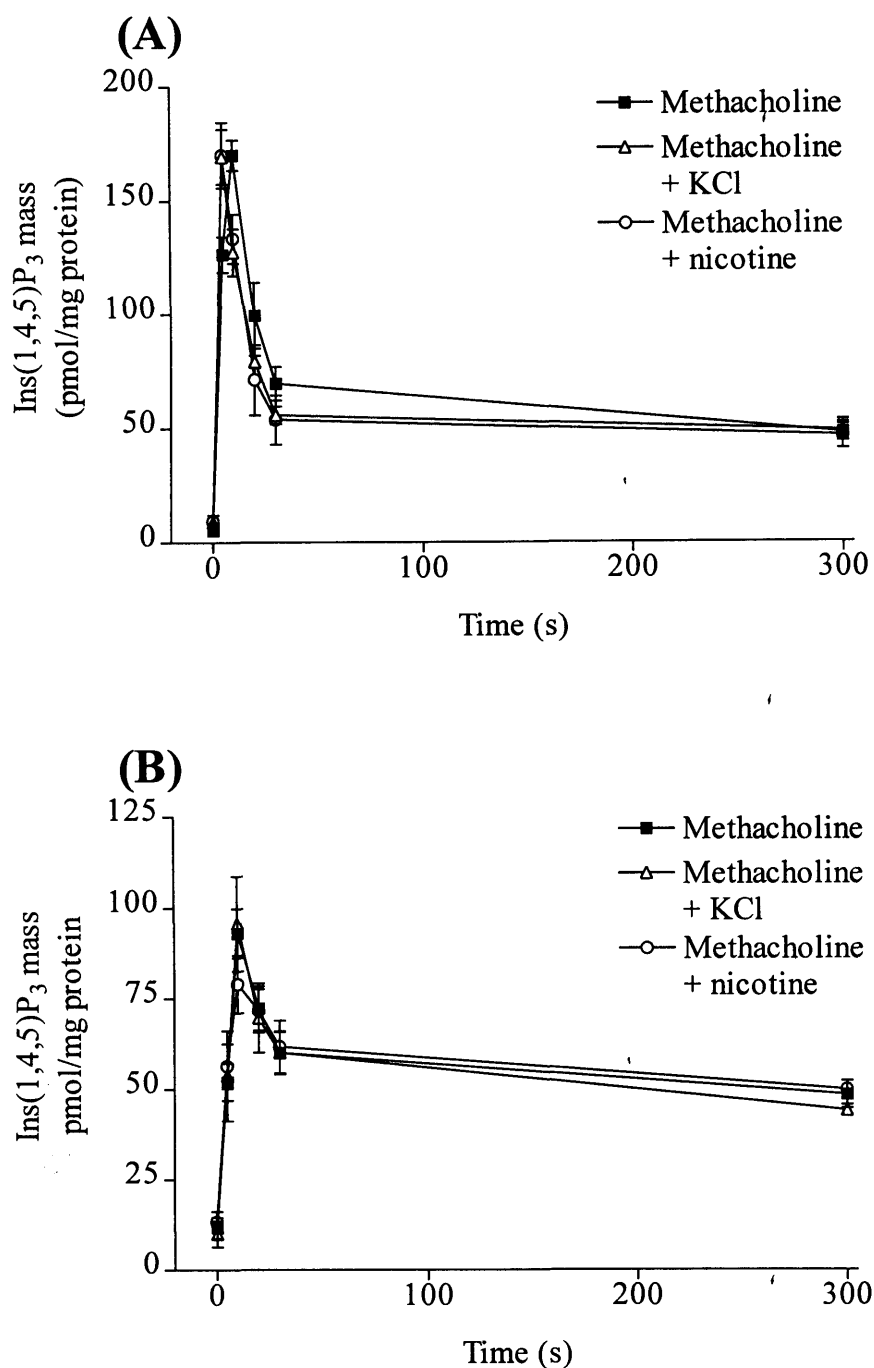 (A)
200
150
100
50
0
Ins(1,4,5)P3 mass
(pmol/mg protein)
Methacholine
Methacholine
+ KCl
Methacholine
+ nicotine
0
100
200
300
Time (s)
(B)
125
100
75
50
25
0
Ins(1,4,5)P3 mass
pmol/mg protein
Methacholine
Methacholine
+ KCl
Methacholine
+ nicotine
0
100
200
300
Time (s)